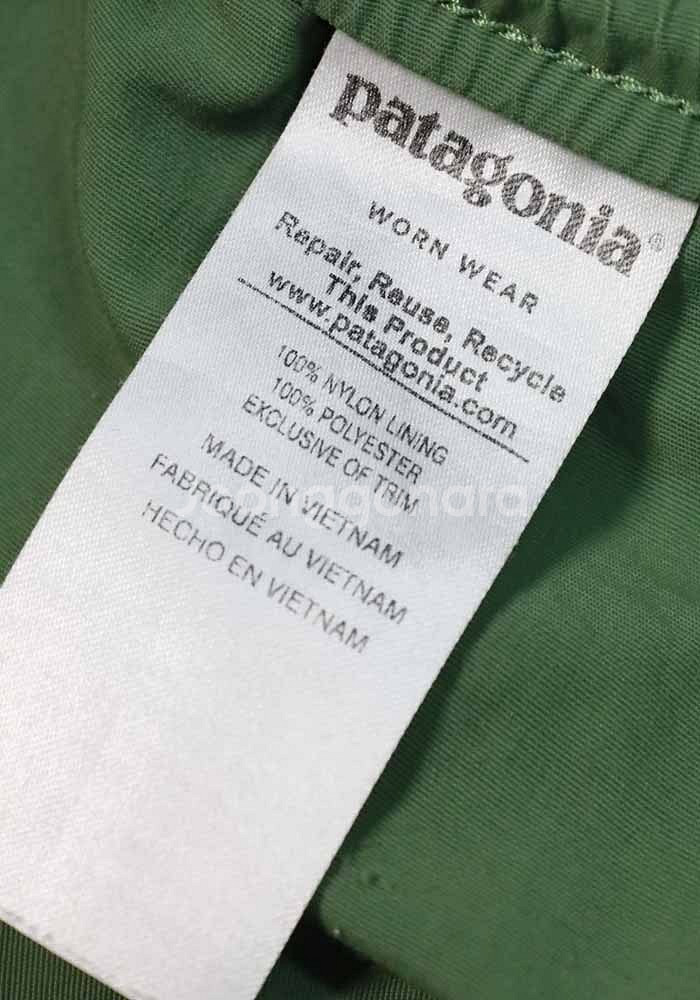 patagonia®
WORN WEAR
Repair, Reuse, Recycle
This Product
www.patagonia.com
100% NYLON LINING
100% POLYESTER
EXCLUSIVE OF TRIM
MADE IN VIETNAM
FABRIQUÉ AU VIETNAM
HECHO EN VIETNAM